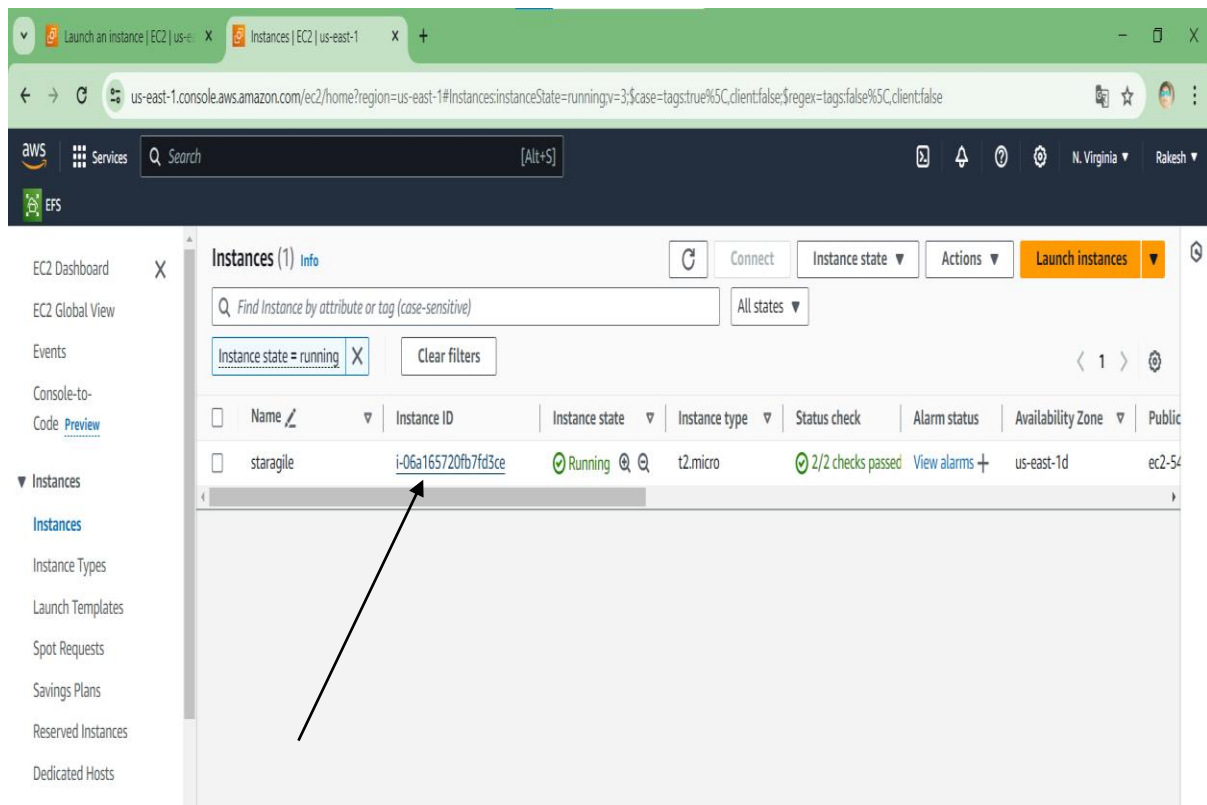 Launch an instance | EC2 | us-e
Instances | EC2 | us-east-1
us-east-1.console.aws.amazon.com/ec2/home?region=us-east-1#Instances:instanceState=running;v=3;$case=tags:true%5C,client:false;$regex=tags:false%5C,client:false
aws Services Search [Alt+S] N. Virginia Rakesh
EFS
EC2 Dashboard
EC2 Global View
Events
Console-to-
Code Preview
Instances
Instances
Instance Types
Launch Templates
Spot Requests
Savings Plans
Reserved Instances
Dedicated Hosts
Instances (1) Info Connect Instance state Actions Launch instances
Find Instance by attribute or tag (case-sensitive) All states
Instance state = running Clear filters 1
Name Instance ID Instance state Instance type Status check Alarm status Availability Zone Public
staragile i-06a165720fb7fd3ce Running t2.micro 2/2 checks passed View alarms + us-east-1d ec2-54